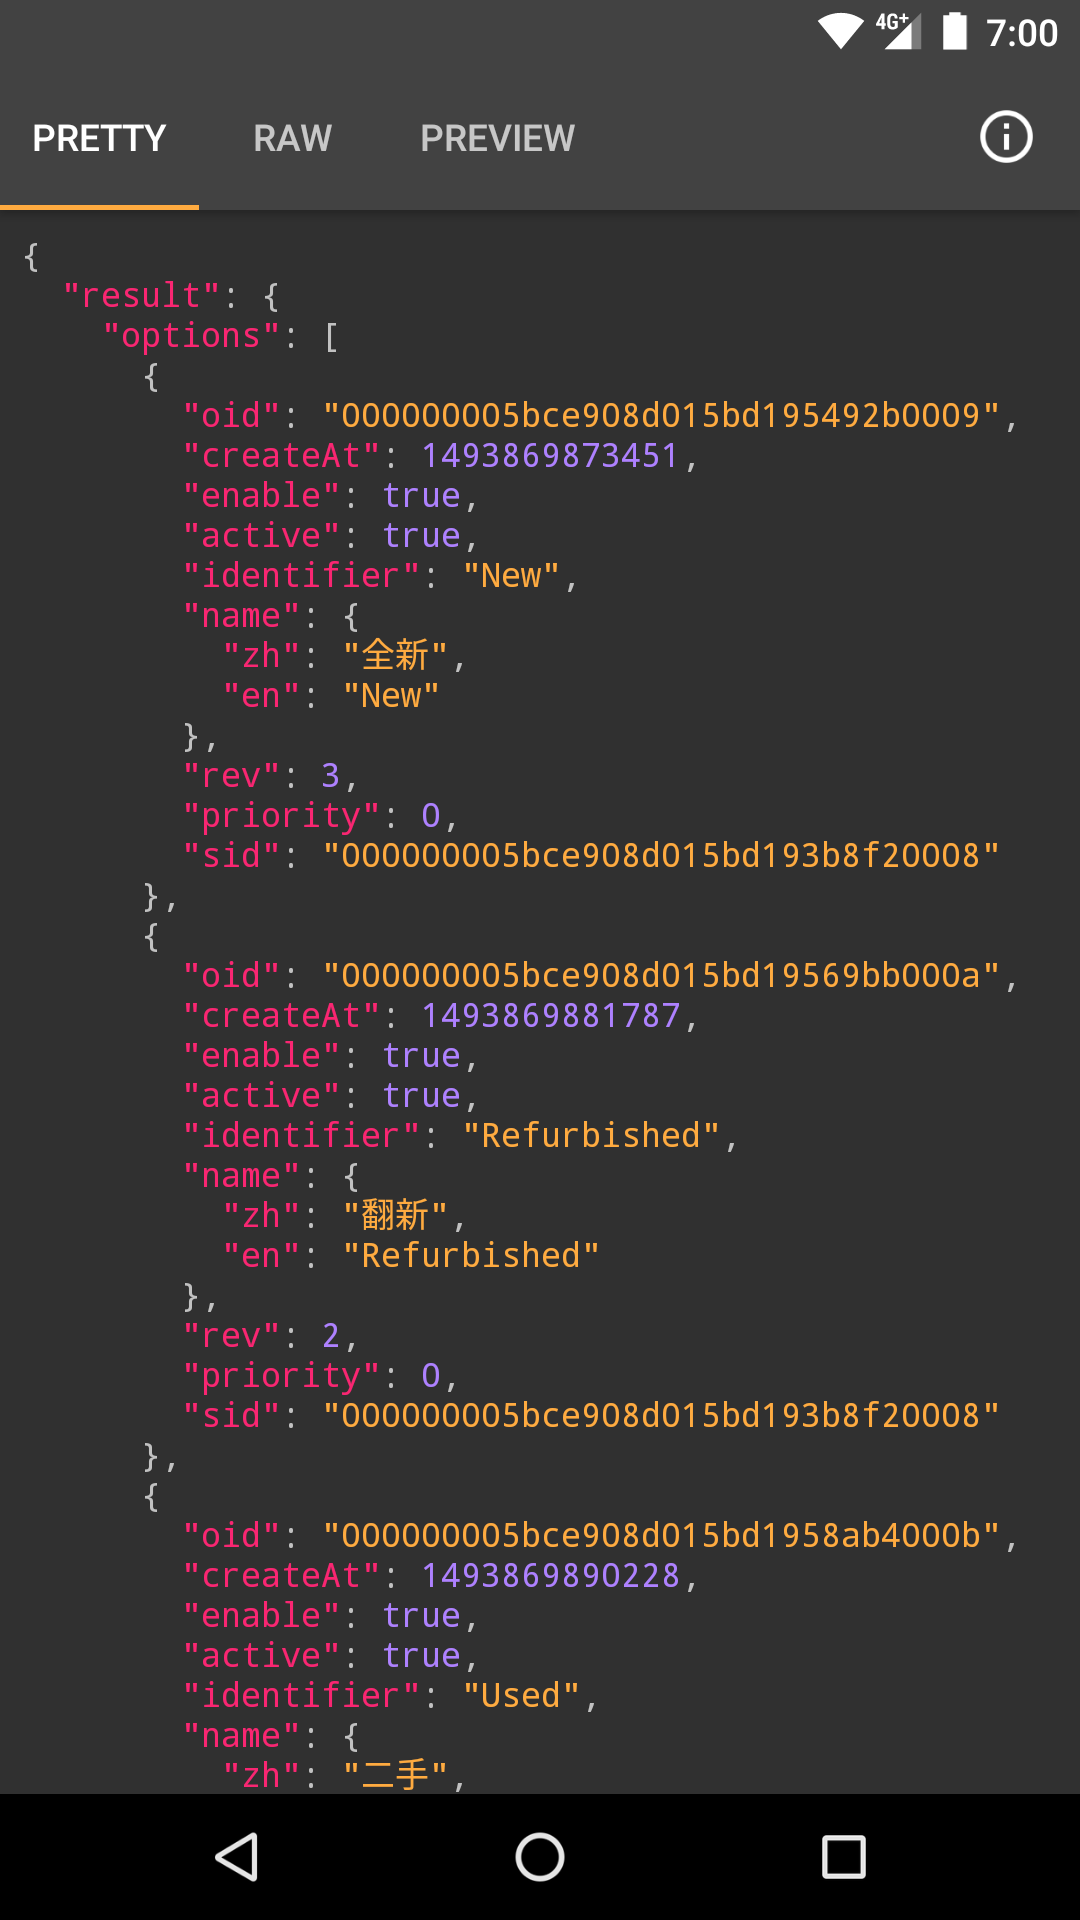 4G+ 7:00
PRETTY RAW PREVIEW
{
  "result": {
    "options": [
      {
        "oid": "000000005bce908d015bd195492b0009",
        "createAt": 1493869873451,
        "enable": true,
        "active": true,
        "identifier": "New",
        "name": {
          "zh": "全新",
          "en": "New"
        },
        "rev": 3,
        "priority": 0,
        "sid": "000000005bce908d015bd193b8f20008"
      },
      {
        "oid": "000000005bce908d015bd19569bb000a",
        "createAt": 1493869881787,
        "enable": true,
        "active": true,
        "identifier": "Refurbished",
        "name": {
          "zh": "翻新",
          "en": "Refurbished"
        },
        "rev": 2,
        "priority": 0,
        "sid": "000000005bce908d015bd193b8f20008"
      },
      {
        "oid": "000000005bce908d015bd1958ab4000b",
        "createAt": 1493869890228,
        "enable": true,
        "active": true,
        "identifier": "Used",
        "name": {
          "zh": "二手",